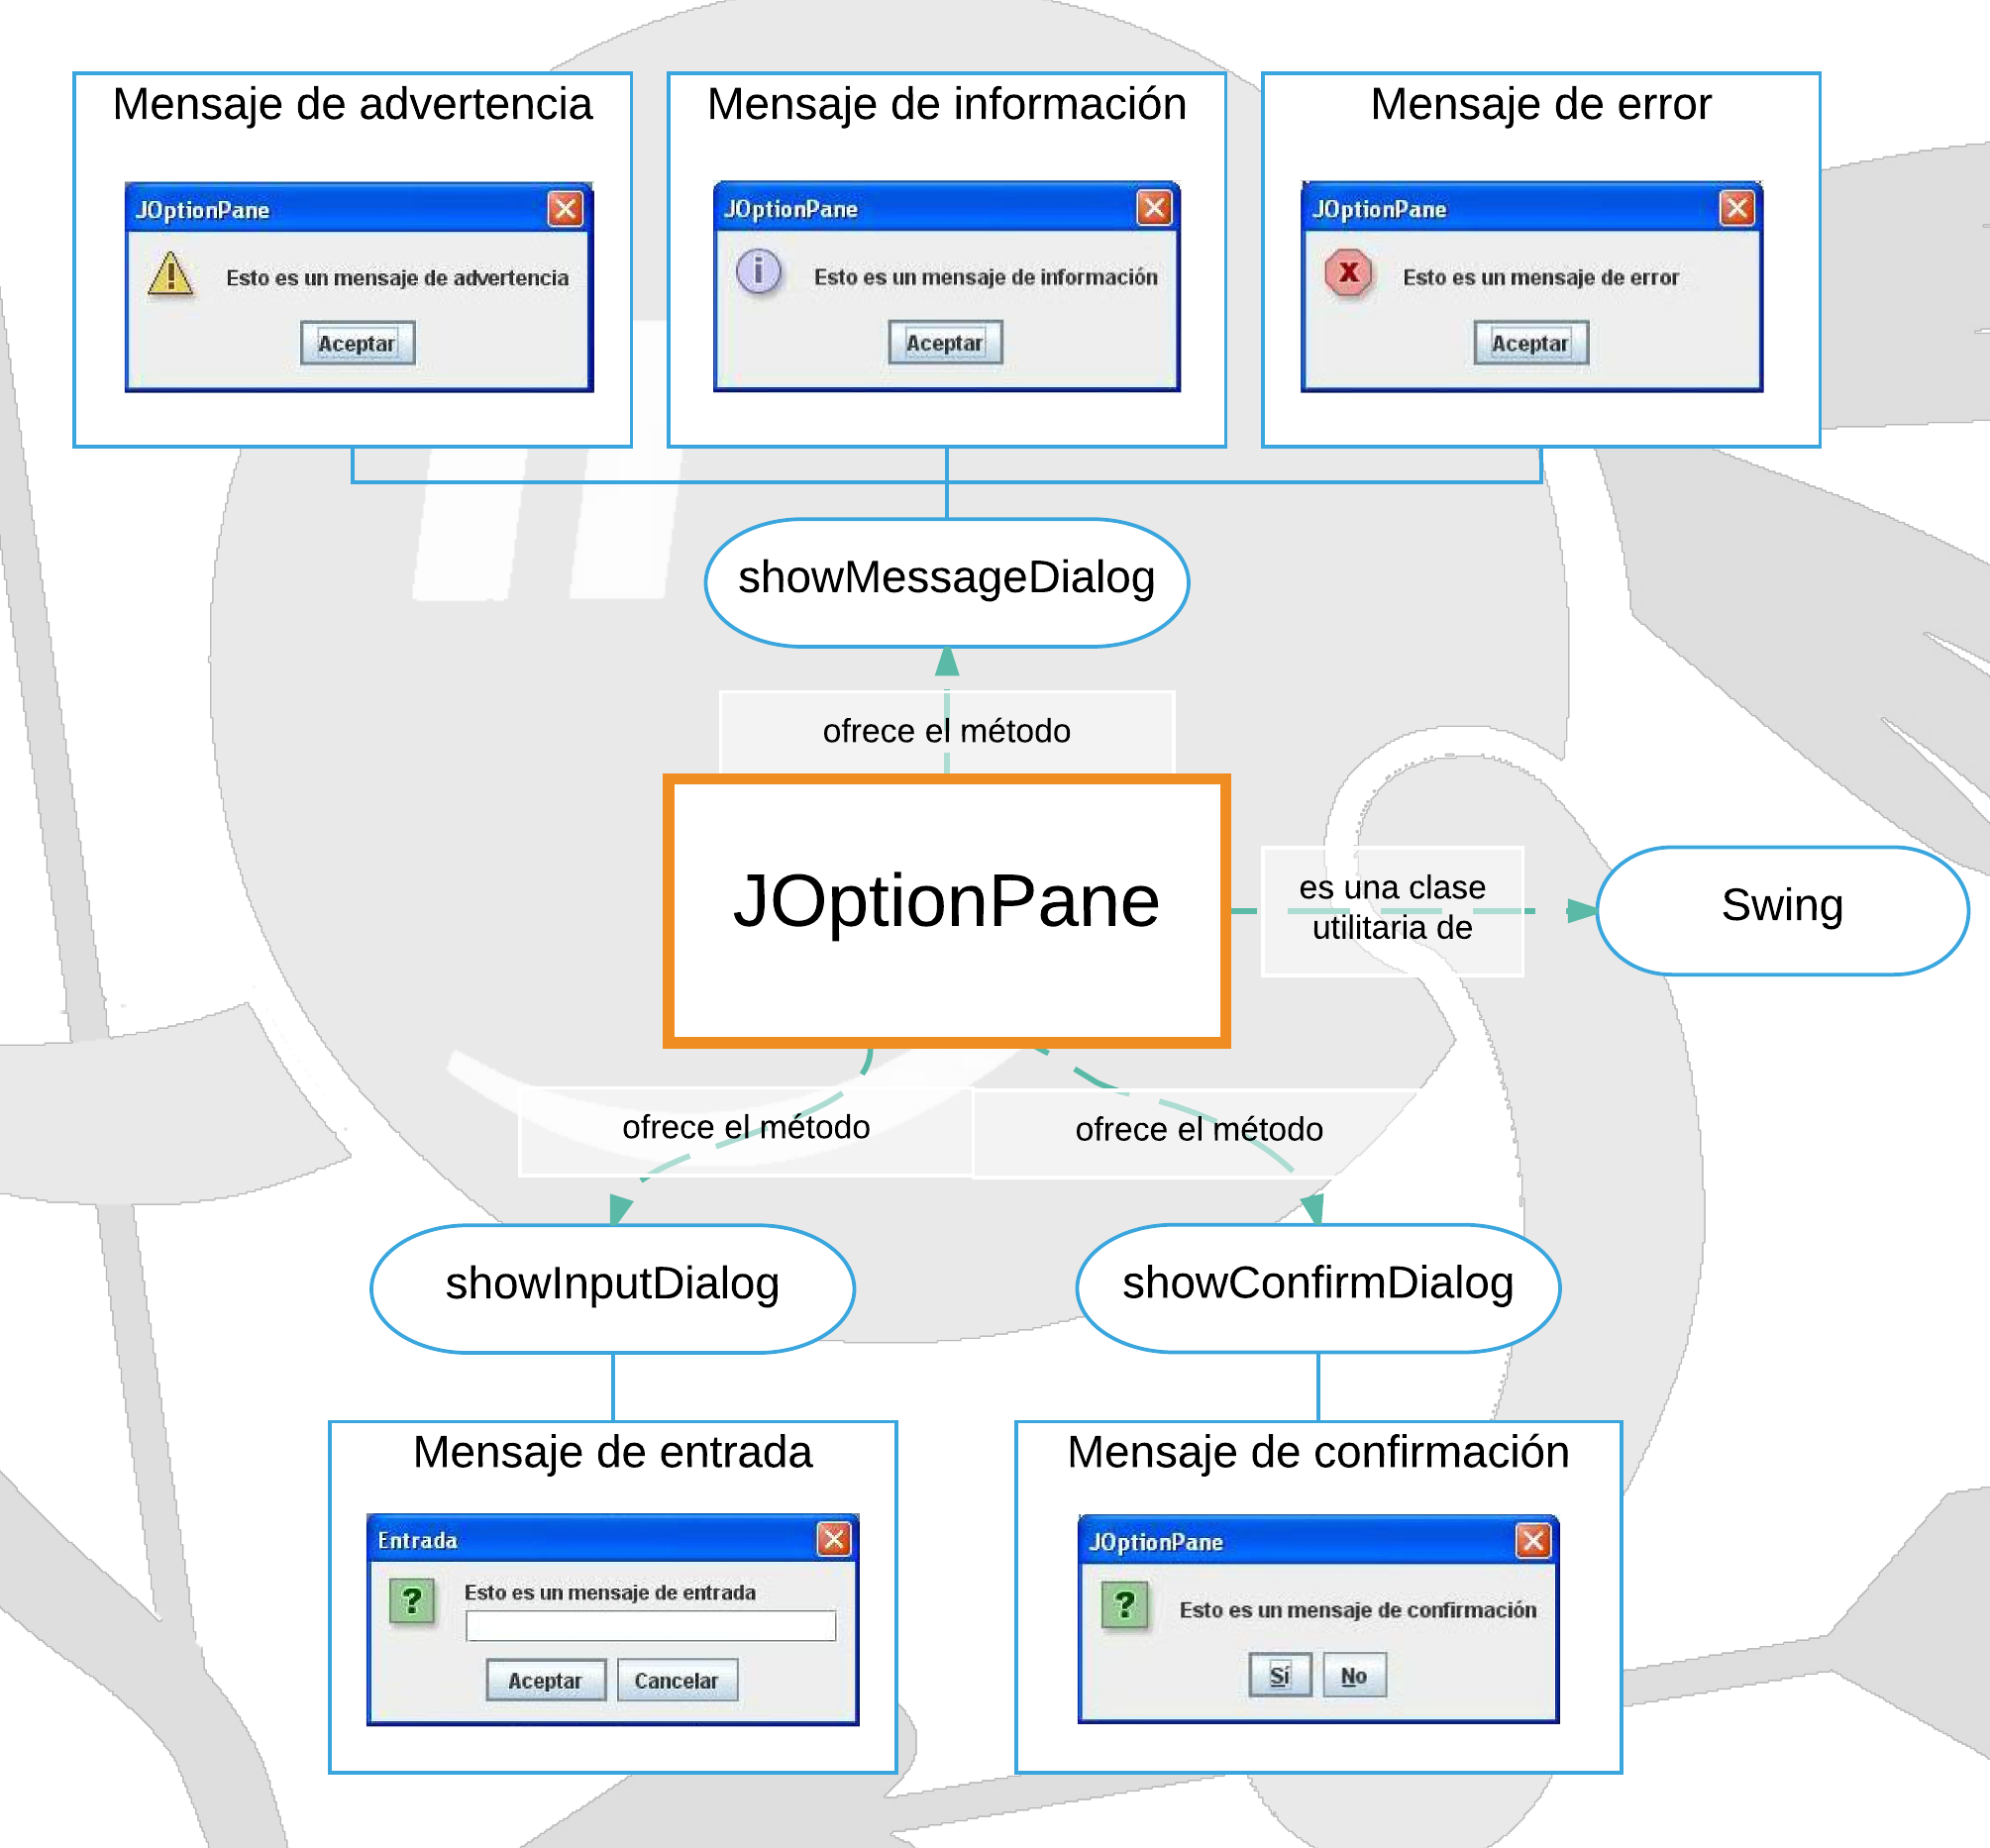 Mensaje de advertencia
JOptionPane
Esto es un mensaje de advertencia
Aceptar
Mensaje de información
JOptionPane
Esto es un mensaje de información
Aceptar
Mensaje de error
JOptionPane
Esto es un mensaje de error
Aceptar
showMessageDialog
ofrece el método
JOptionPane
es una clase
utilitaria de
Swing
ofrece el método
ofrece el método
showInputDialog
showConfirmDialog
Mensaje de entrada
Entrada
Esto es un mensaje de entrada
Aceptar Cancelar
Mensaje de confirmación
JOptionPane
Esto es un mensaje de confirmación
Sí No